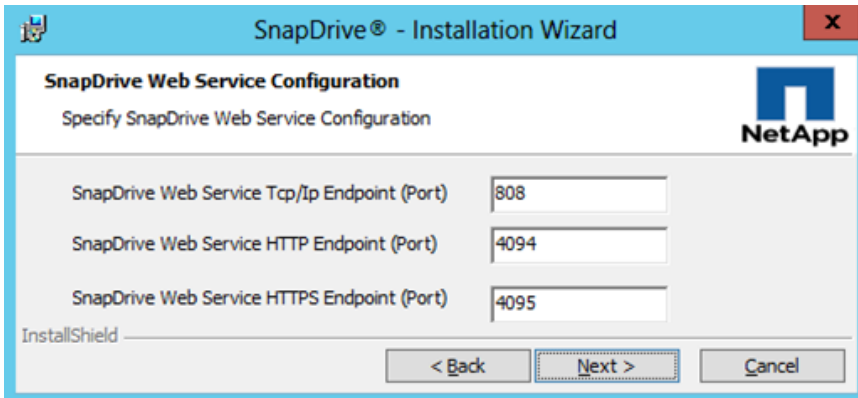 SnapDrive® - Installation Wizard
x
SnapDrive Web Service Configuration
Specify SnapDrive Web Service Configuration
NetApp
SnapDrive Web Service Tcp/Ip Endpoint (Port) 808
SnapDrive Web Service HTTP Endpoint (Port) 4094
SnapDrive Web Service HTTPS Endpoint (Port) 4095
InstallShield
< Back Next > Cancel